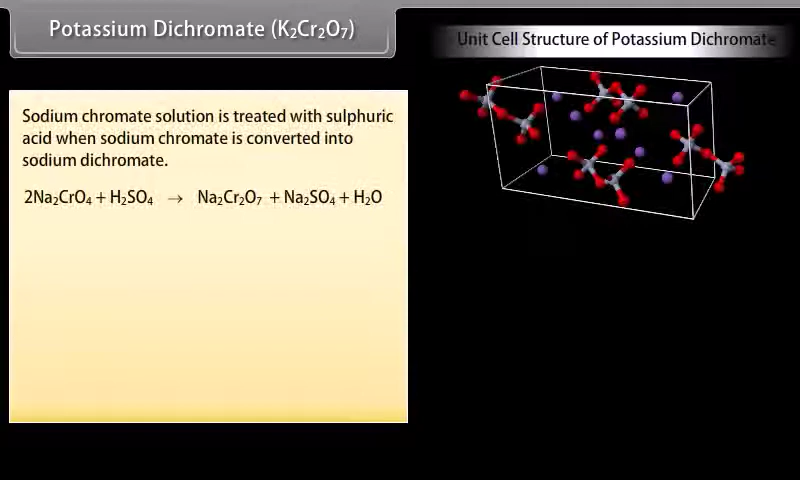 Potassium Dichromate (K₂Cr₂O₇)
Unit Cell Structure of Potassium Dichromate
Sodium chromate solution is treated with sulphuric
acid when sodium chromate is converted into
sodium dichromate.
2Na₂CrO₄ + H₂SO₄ → Na₂Cr₂O₇ + Na₂SO₄ + H₂O